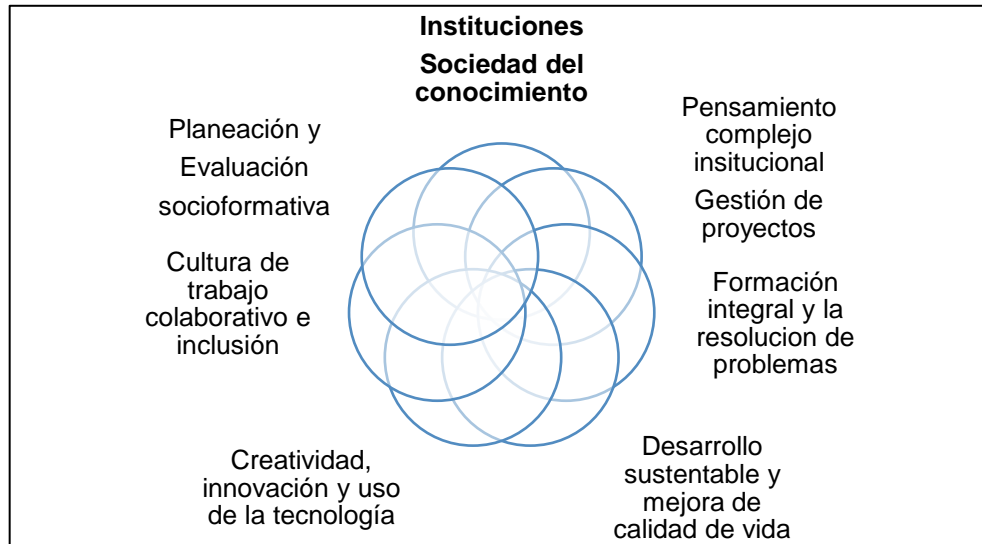 Instituciones
Sociedad del
conocimiento
Planeación y
Evaluación
socioformativa
Pensamiento
complejo
insitucional
Gestión de
proyectos
Cultura de
trabajo
colaborativo e
inclusión
Formación
integral y la
resolucion de
problemas
Creatividad,
innovación y uso
de la tecnología
Desarrollo
sustentable y
mejora de
calidad de vida